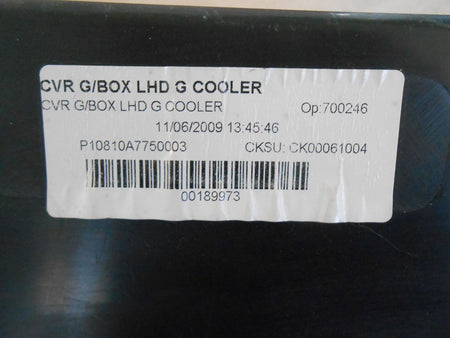 CVR G/BOX LHD G COOLER
CVR G/BOX LHD G COOLER Op:700246
11/06/2009 13:45:46
P10810A7750003 CKSU: CK00061004
00189973